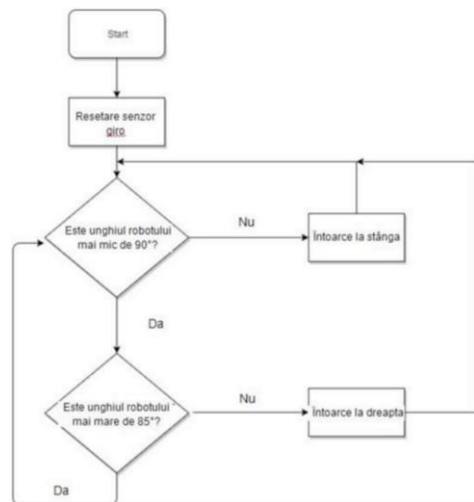 Start
Resetare senzor
giro
Este unghiul robotului
mai mic de 90°?
Nu
Întoarce la stânga
Da
Este unghiul robotului
mai mare de 85°?
Nu
Întoarce la dreapta
Da